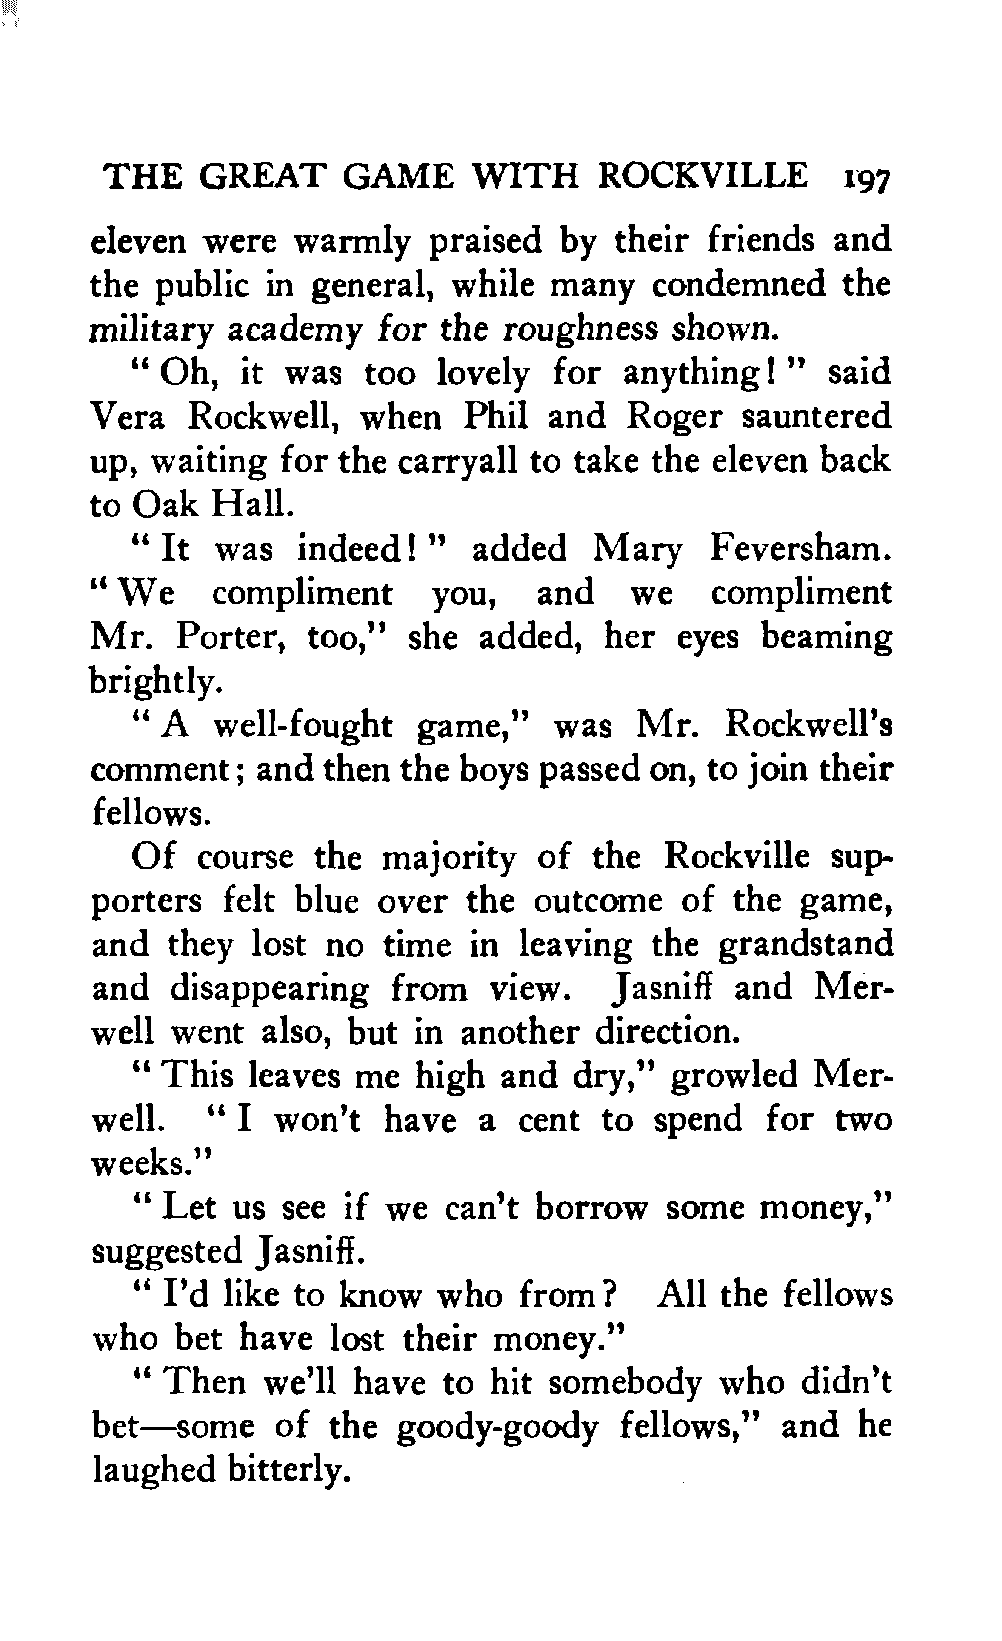 THE GREAT GAME WITH ROCKVILLE 197
eleven were warmly praised by their friends and
the public in general, while many condemned the
military academy for the roughness shown.
" Oh, it was too lovely for anything! " said
Vera Rockwell, when Phil and Roger sauntered
up, waiting for the carryall to take the eleven back
to Oak Hall.
" It was indeed! " added Mary Feversham.
" We compliment you, and we compliment
Mr. Porter, too," she added, her eyes beaming
brightly.
" A well-fought game," was Mr. Rockwell's
comment; and then the boys passed on, to join their
fellows.
Of course the majority of the Rockville sup-
porters felt blue over the outcome of the game,
and they lost no time in leaving the grandstand
and disappearing from view. Jasniff and Mer-
well went also, but in another direction.
" This leaves me high and dry," growled Mer-
well. " I won't have a cent to spend for two
weeks."
" Let us see if we can't borrow some money,"
suggested Jasniff.
" I'd like to know who from? All the fellows
who bet have lost their money."
" Then we'll have to hit somebody who didn't
bet—some of the goody-goody fellows," and he
laughed bitterly.